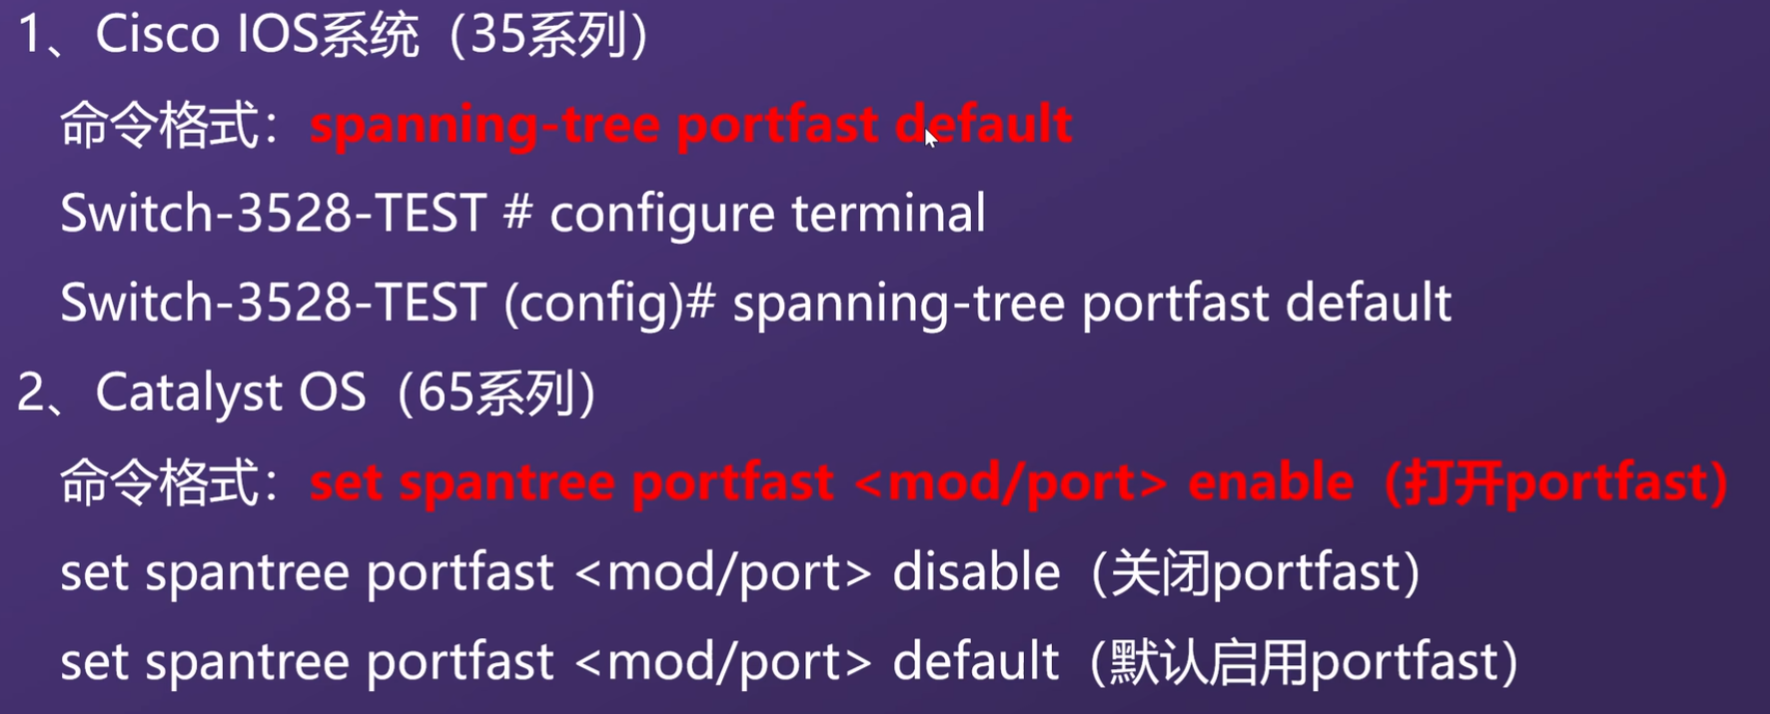 1、Cisco IOS系统（35系列）
命令格式：spanning-tree portfast default
Switch-3528-TEST # configure terminal
Switch-3528-TEST (config)# spanning-tree portfast default
2、Catalyst OS（65系列）
命令格式：set spantree portfast <mod/port> enable（打开portfast）
set spantree portfast <mod/port> disable（关闭portfast）
set spantree portfast <mod/port> default（默认启用portfast）